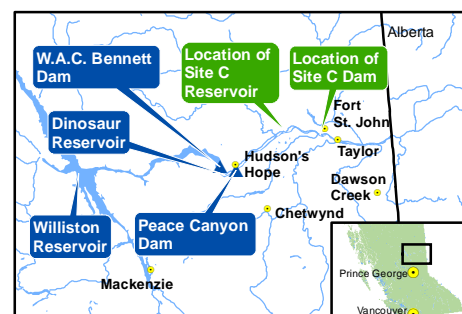 Alberta
W.A.C. Bennett
Dam
Location of
Site C
Reservoir
Location of
Site C Dam
Dinosaur
Reservoir
Fort
St. John
Taylor
Hudson's
Hope
Dawson
Creek
Williston
Reservoir
Peace Canyon
Dam
Chetwynd
Mackenzie
Prince George
Vancouver